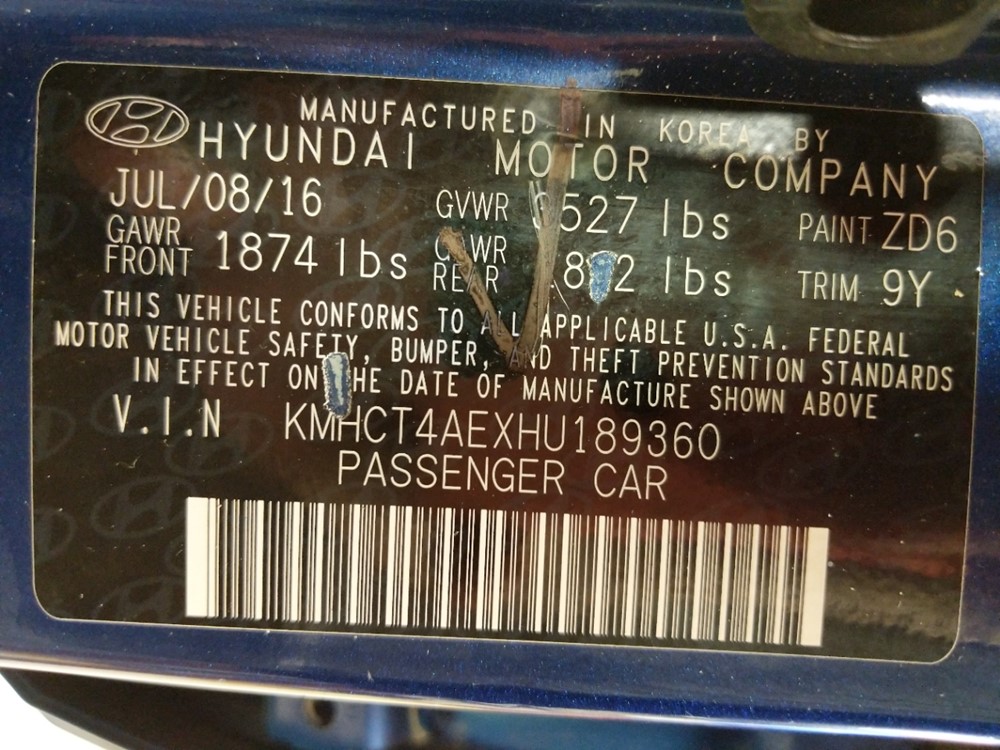 MANUFACTURED IN KOREA BY
HYUNDAI MOTOR COMPANY
JUL/08/16 GVWR lbs PAINT ZD6
GAWR FRONT 1874 lbs GAWR REAR lbs TRIM 9Y
THIS VEHICLE CONFORMS TO ALL APPLICABLE U.S.A. FEDERAL
MOTOR VEHICLE SAFETY, BUMPER, AND THEFT PREVENTION STANDARDS
IN EFFECT ON THE DATE OF MANUFACTURE SHOWN ABOVE
V.I.N KMHCT4AEXHU189360
PASSENGER CAR